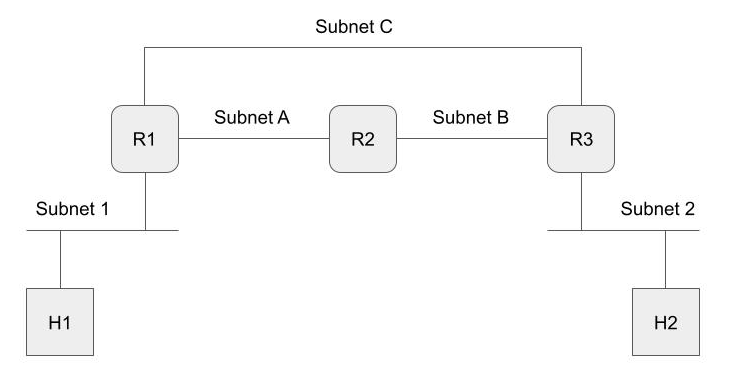 Subnet C
Subnet A
Subnet B
R1
R2
R3
Subnet 1
Subnet 2
H1
H2